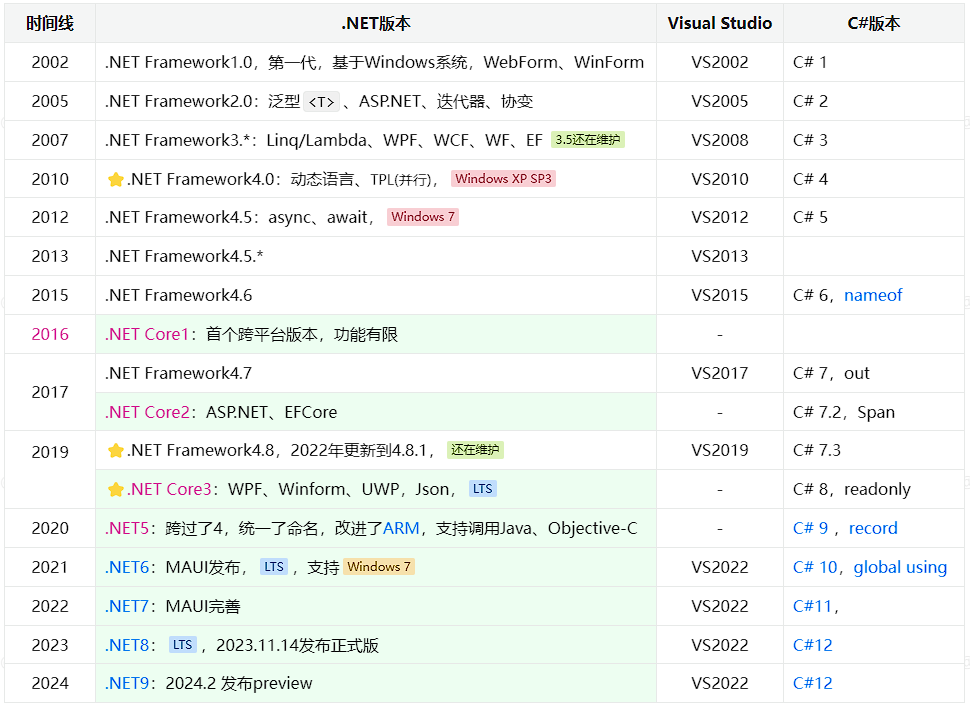 时间线 .NET版本 Visual Studio C#版本
2002 .NET Framework1.0，第一代，基于Windows系统，WebForm、WinForm VS2002 C# 1
2005 .NET Framework2.0：泛型 <T> 、ASP.NET、迭代器、协变 VS2005 C# 2
2007 .NET Framework3.*：Linq/Lambda、WPF、WCF、WF、EF 3.5还在维护 VS2008 C# 3
2010 ⭐.NET Framework4.0：动态语言、TPL(并行)， Windows XP SP3 VS2010 C# 4
2012 .NET Framework4.5：async、await， Windows 7 VS2012 C# 5
2013 .NET Framework4.5.* VS2013
2015 .NET Framework4.6 VS2015 C# 6，nameof
2016 .NET Core1：首个跨平台版本，功能有限 -
2017 .NET Framework4.7 VS2017 C# 7，out
.NET Core2：ASP.NET、EFCore - C# 7.2，Span
2019 ⭐.NET Framework4.8，2022年更新到4.8.1， 还在维护 VS2019 C# 7.3
⭐.NET Core3：WPF、Winform、UWP，Json， LTS - C# 8，readonly
2020 .NET5：跨过了4，统一了命名，改进了ARM，支持调用Java、Objective-C - C# 9 ，record
2021 .NET6：MAUI发布， LTS ，支持 Windows 7 VS2022 C# 10，global using
2022 .NET7：MAUI完善 VS2022 C#11，
2023 .NET8： LTS ，2023.11.14发布正式版 VS2022 C#12
2024 .NET9：2024.2 发布preview VS2022 C#12